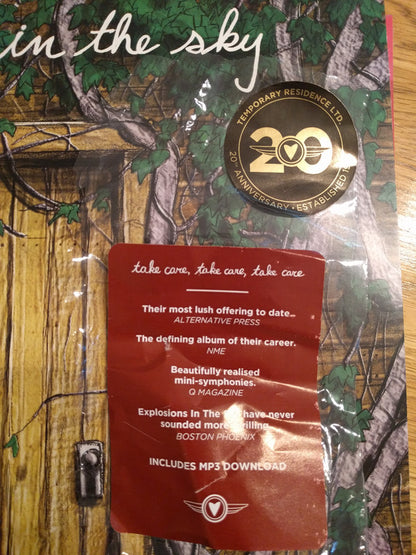 in the sky
TEMPORARY RESIDENCE LTD.
20
20TH ANNIVERSARY • ESTABLISHED
take care, take care, take care
Their most lush offering to date...
ALTERNATIVE PRESS
The defining album of their career.
NME
Beautifully realised
mini-symphonies.
Q MAGAZINE
Explosions In The have never
sounded more
BOSTON PHOENIX
INCLUDES MP3 DOWNLOAD